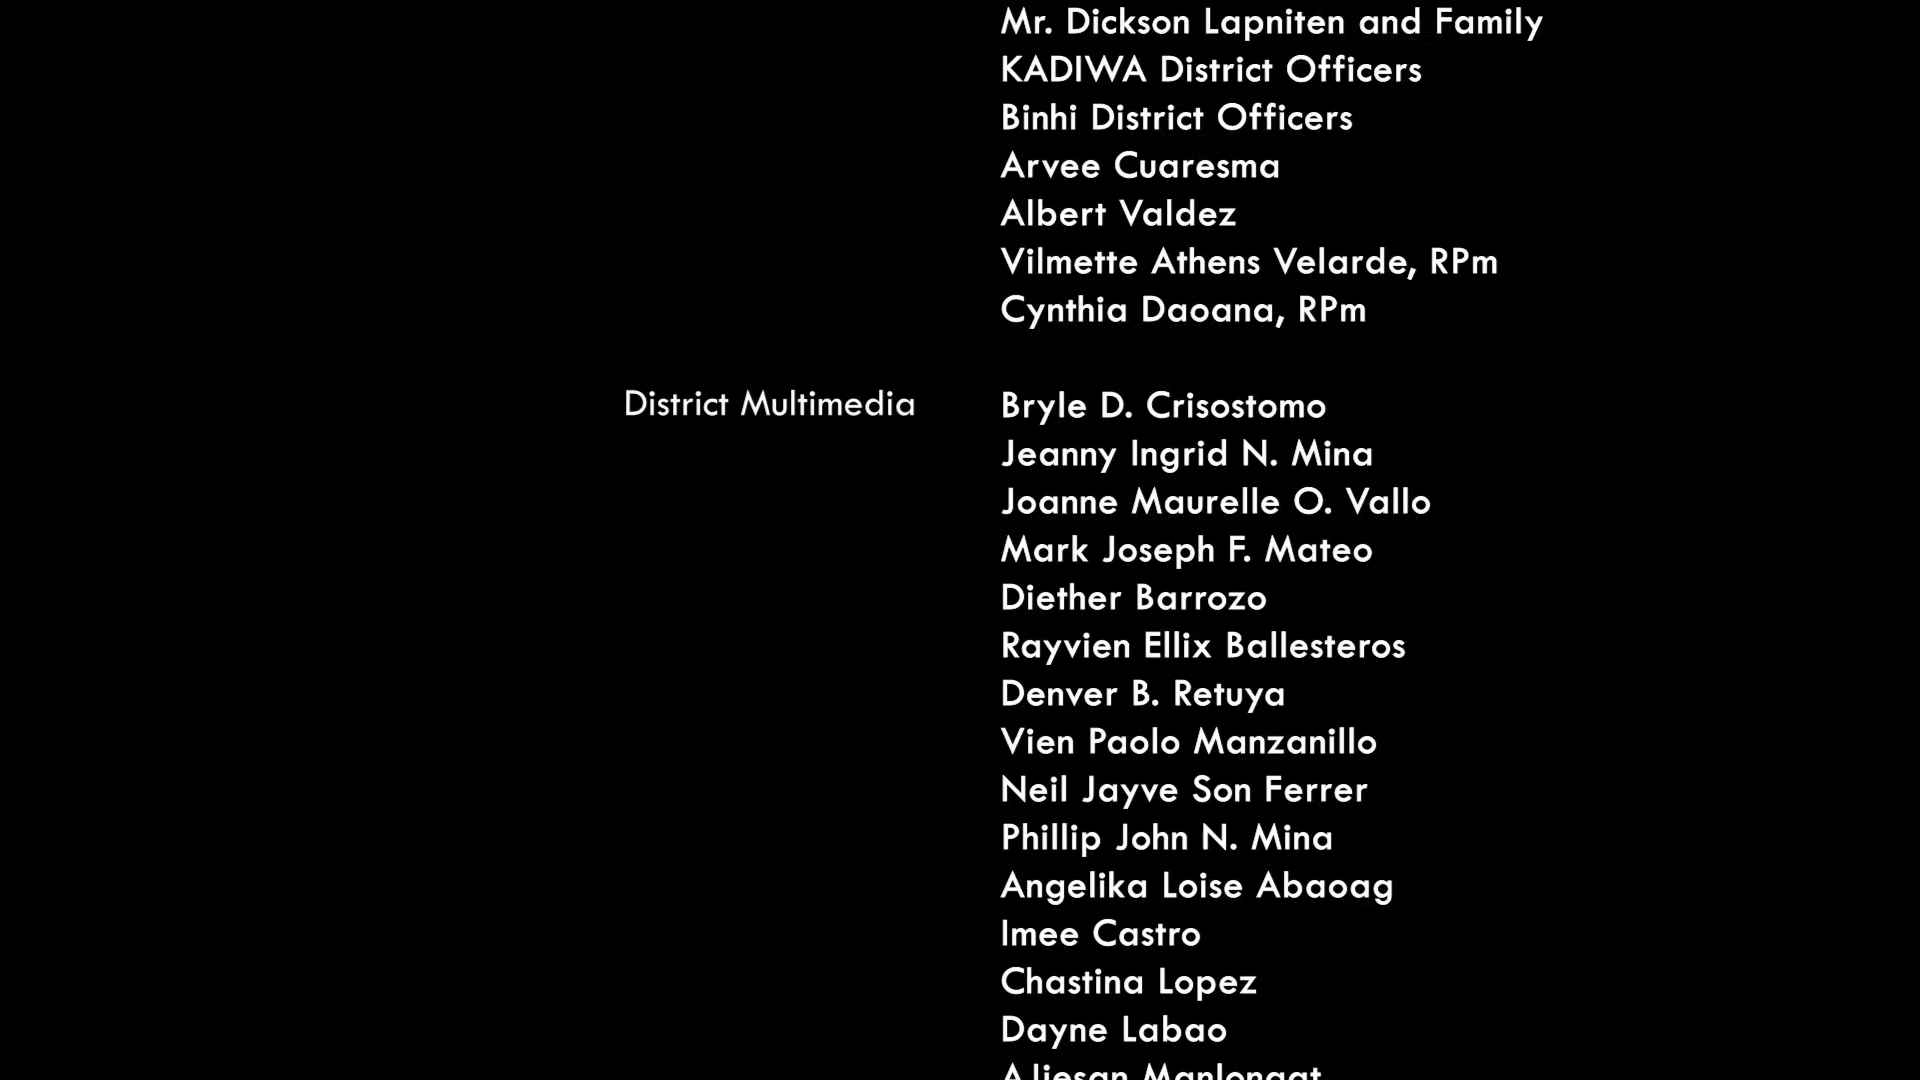 Mr. Dickson Lapniten and Family
KADIWA District Officers
Binhi District Officers
Arvee Cuaresma
Albert Valdez
Vilmette Athens Velarde, RPm
Cynthia Daoana, RPm
District Multimedia Bryle D. Crisostomo
Jeanny Ingrid N. Mina
Joanne Maurelle O. Vallo
Mark Joseph F. Mateo
Diether Barrozo
Rayvien Ellix Ballesteros
Denver B. Retuya
Vien Paolo Manzanillo
Neil Jayve Son Ferrer
Phillip John N. Mina
Angelika Loise Abaoag
Imee Castro
Chastina Lopez
Dayne Labao